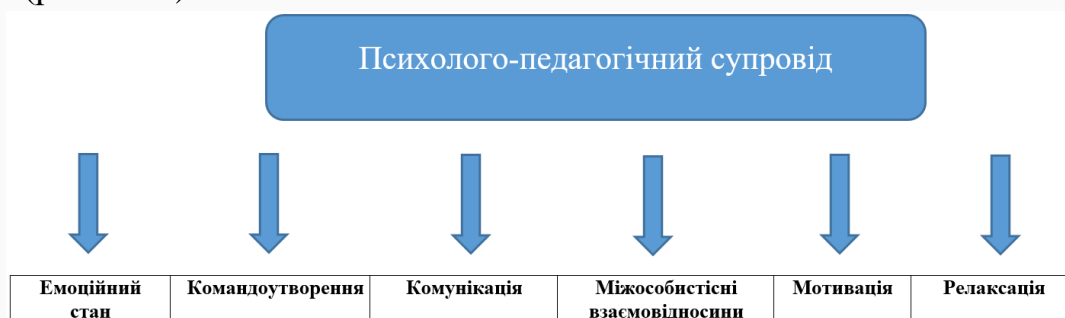 Психолого-педагогічний супровід
Емоційний стан
Командоутворення
Комунікація
Міжособистісні взаємовідносини
Мотивація
Релаксація